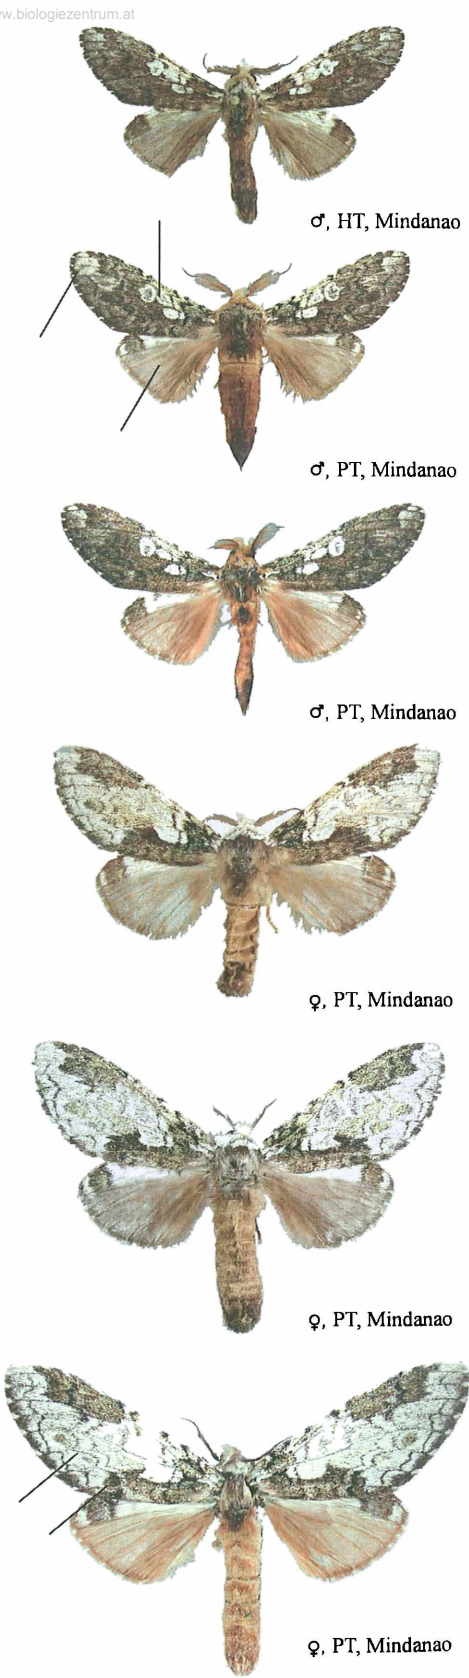 w.biologiezentrum.at
♂, HT, Mindanao
♂, PT, Mindanao
♂, PT, Mindanao
♀, PT, Mindanao
♀, PT, Mindanao
♀, PT, Mindanao